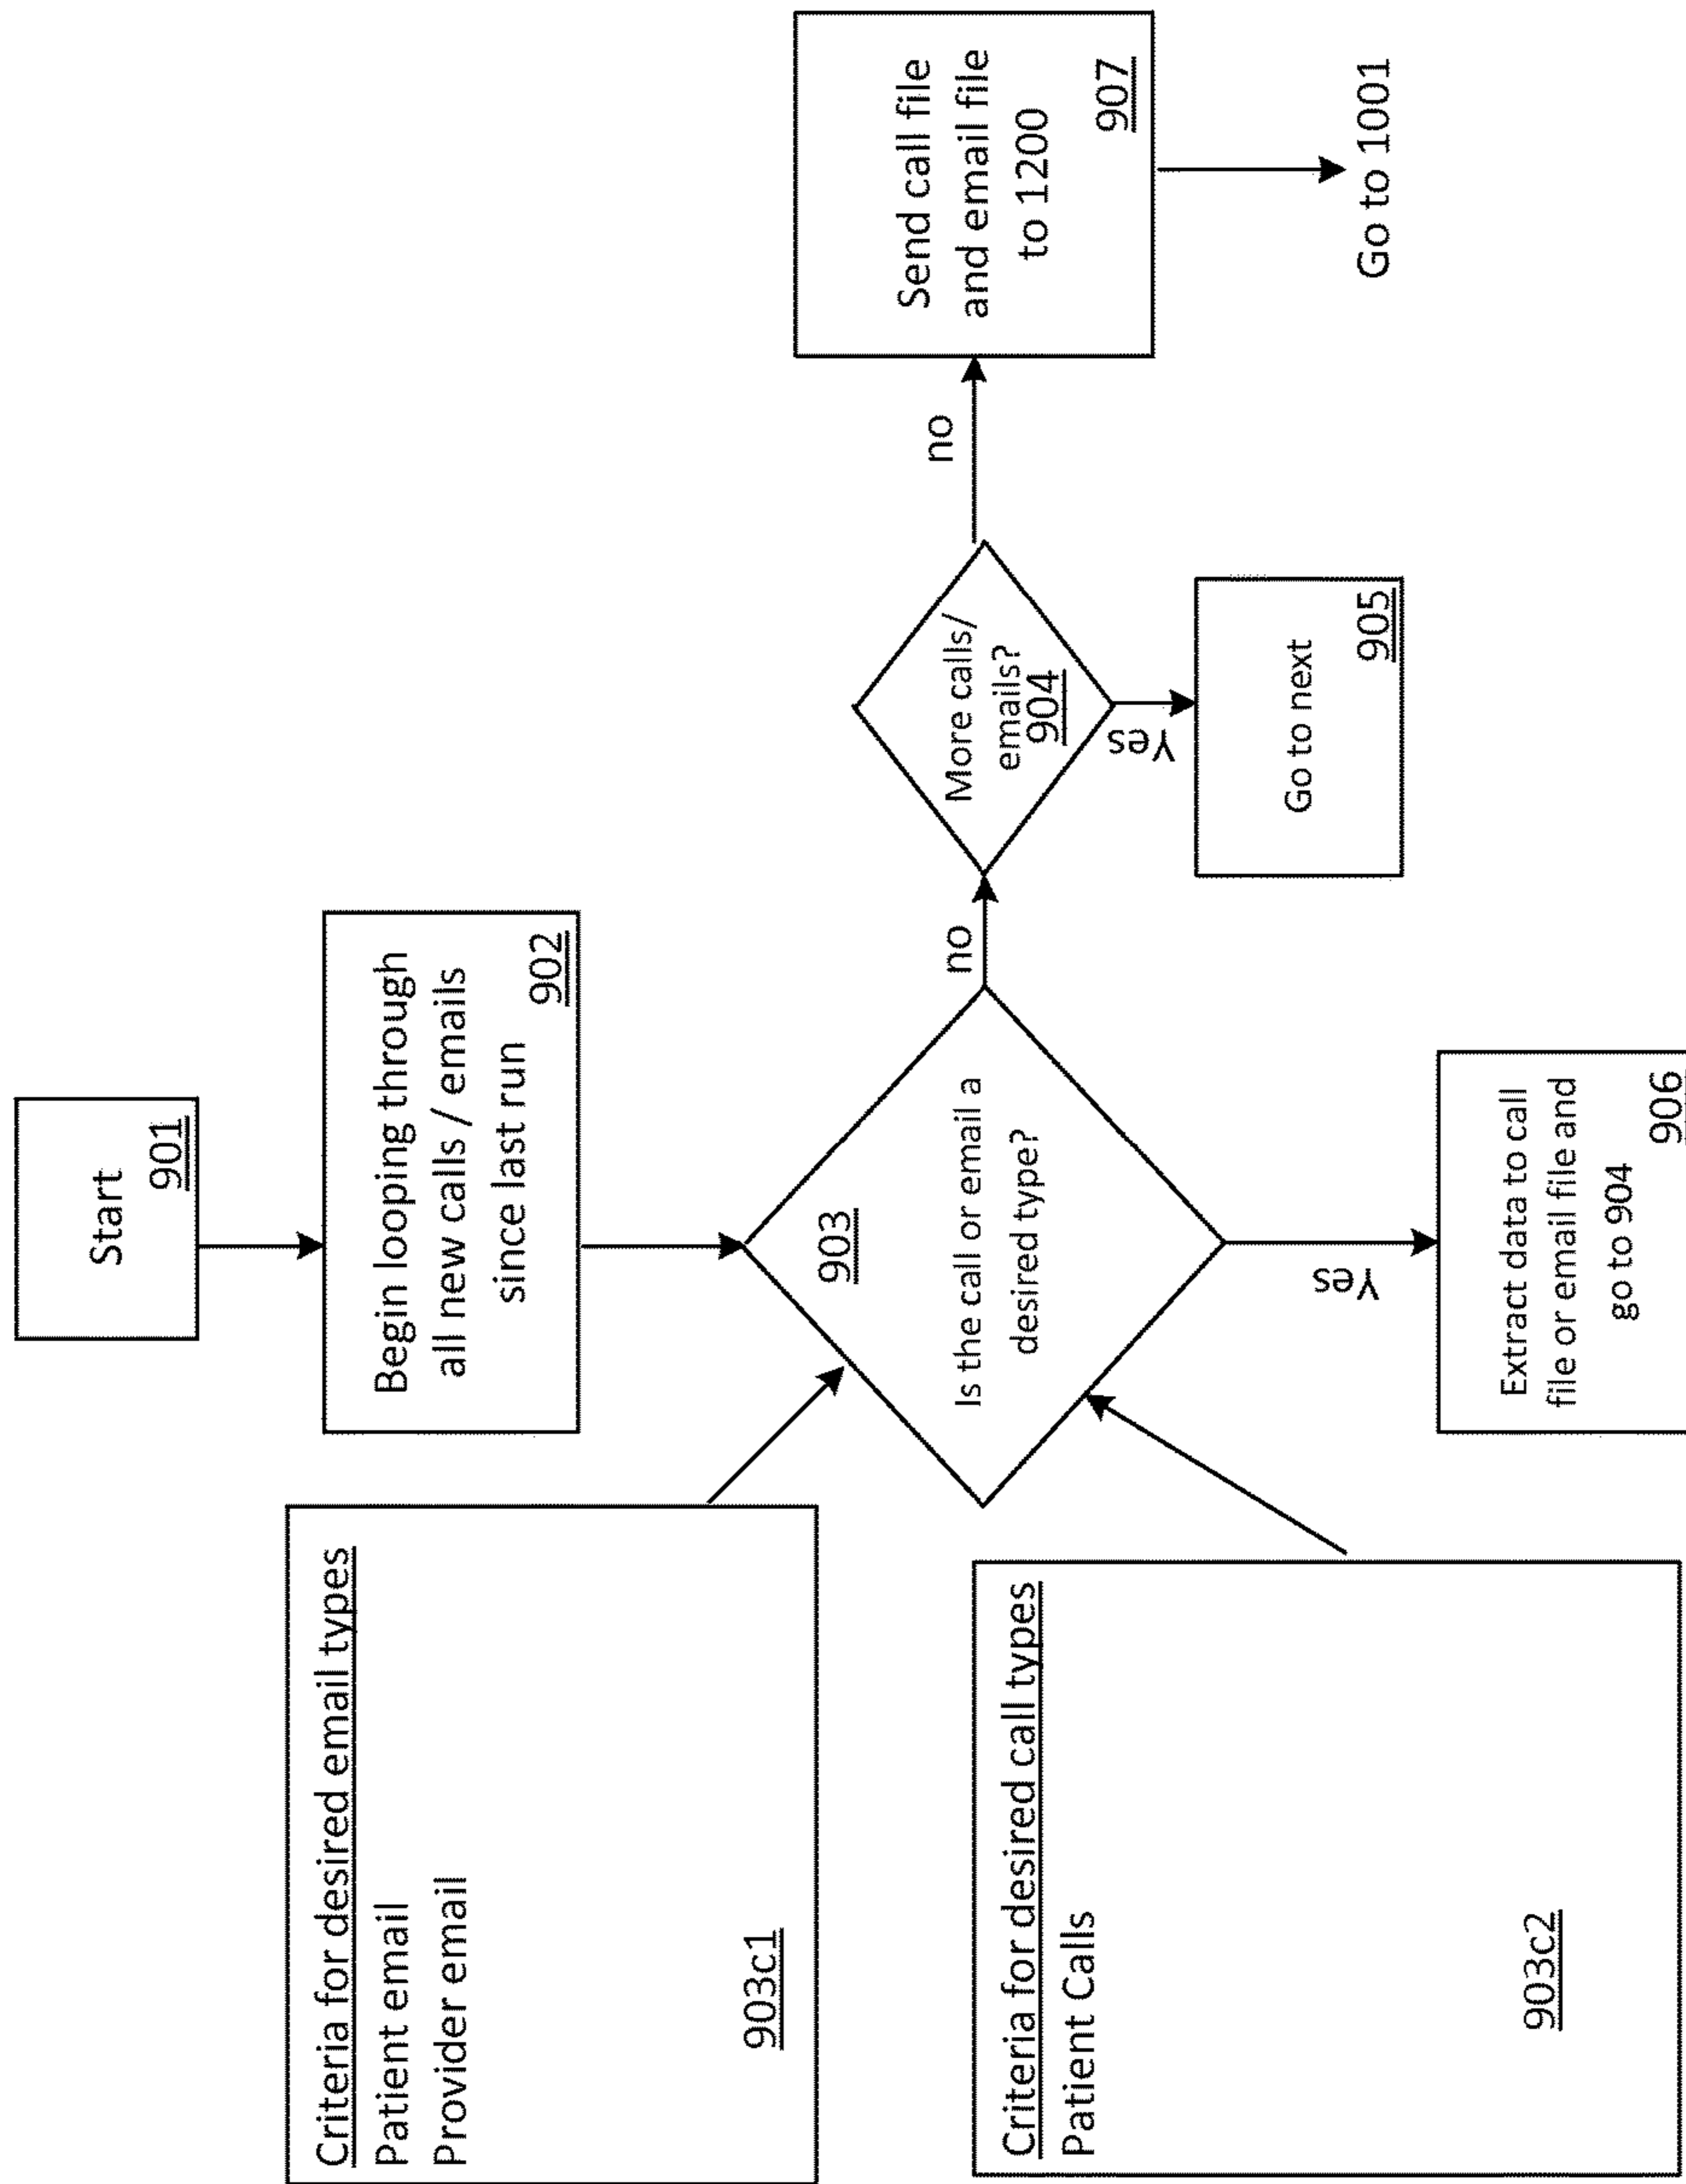 Start
901
Begin looping through
all new calls / emails
since last run
902
Criteria for desired email types
Patient email
Provider email
903c1
Criteria for desired call types
Patient Calls
903c2
903
Is the call or email a
desired type?
no
Yes
Extract data to call
file or email file and
go to 904
906
More calls/
emails?
904
Yes
Go to next
905
no
Send call file
and email file
to 1200
907
Go to 1001